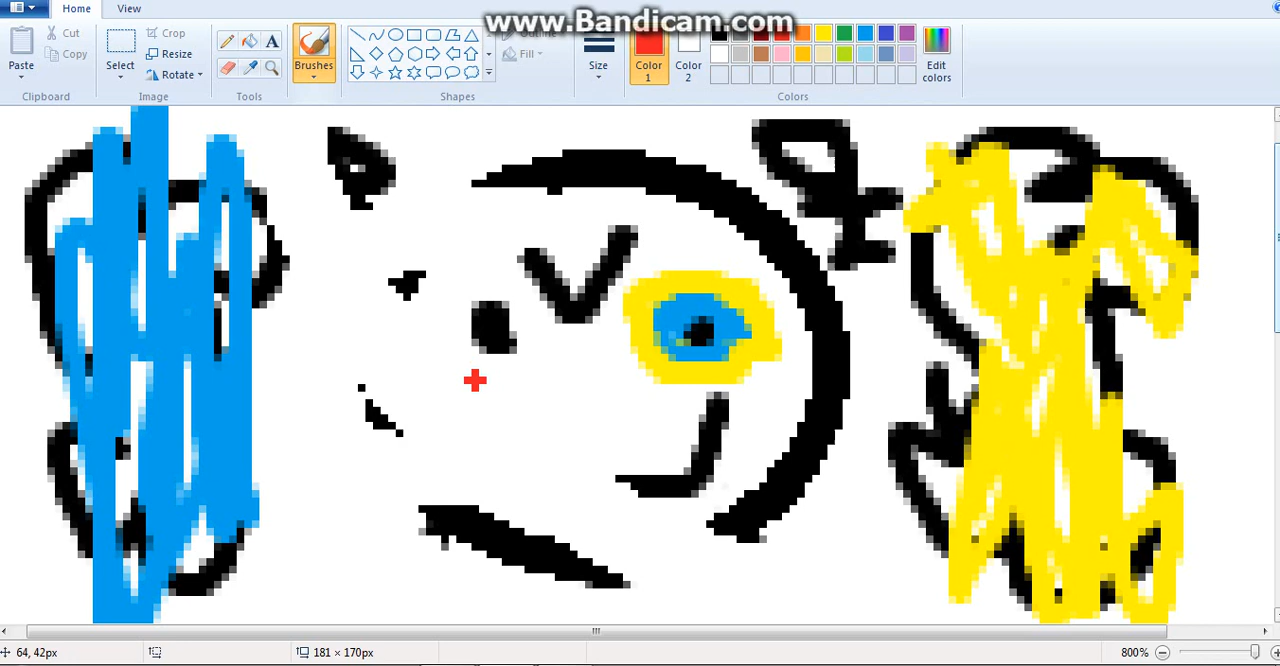 www.Bandicam.com
Home View
Paste
Cut
Copy
Clipboard
Select
Crop
Resize
Rotate
Image
Tools
Brushes
Shapes
Outline
Fill
Size
Color 1
Color 2
Edit colors
Colors
64, 42px
181 × 170px
800%